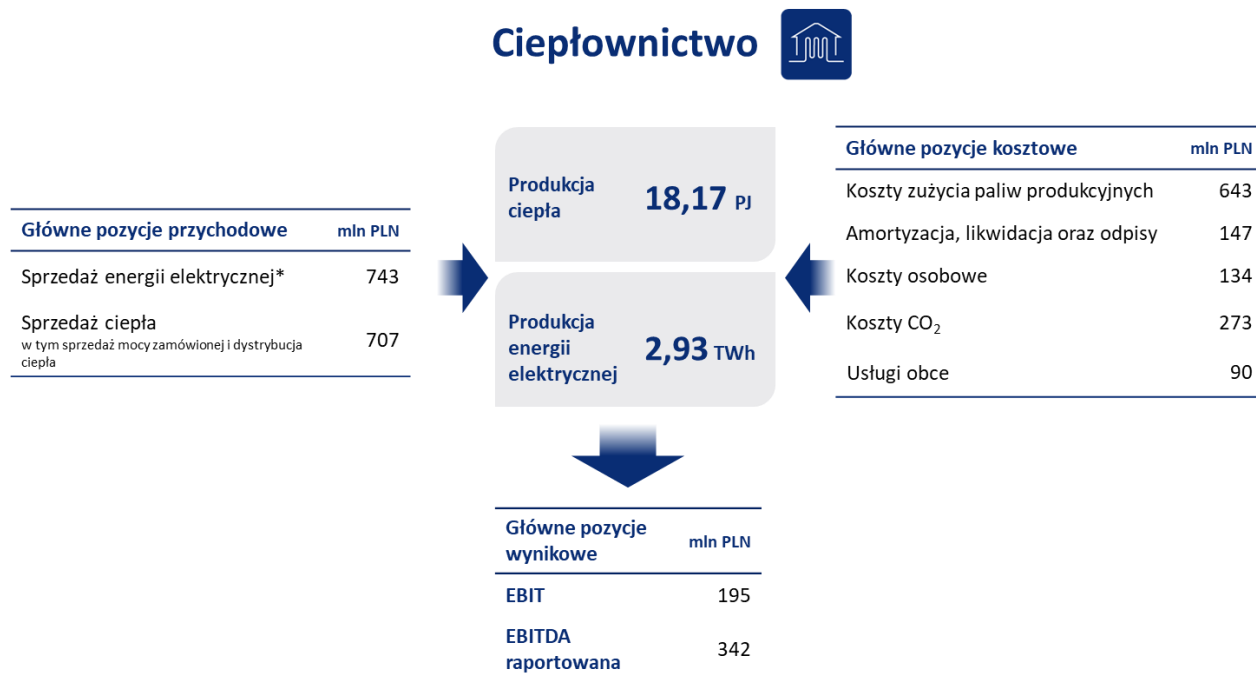 Ciepłownictwo
Główne pozycje przychodowe mln PLN
Sprzedaż energii elektrycznej* 743
Sprzedaż ciepła 707
w tym sprzedaż mocy zamówionej i dystrybucja
ciepła
Produkcja
ciepła
18,17 PJ
Produkcja
energii
elektrycznej
2,93 TWh
Główne pozycje kosztowe mln PLN
Koszty zużycia paliw produkcyjnych 643
Amortyzacja, likwidacja oraz odpisy 147
Koszty osobowe 134
Koszty CO₂ 273
Usługi obce 90
Główne pozycje
wynikowe
mln PLN
EBIT 195
EBITDA
raportowana
342